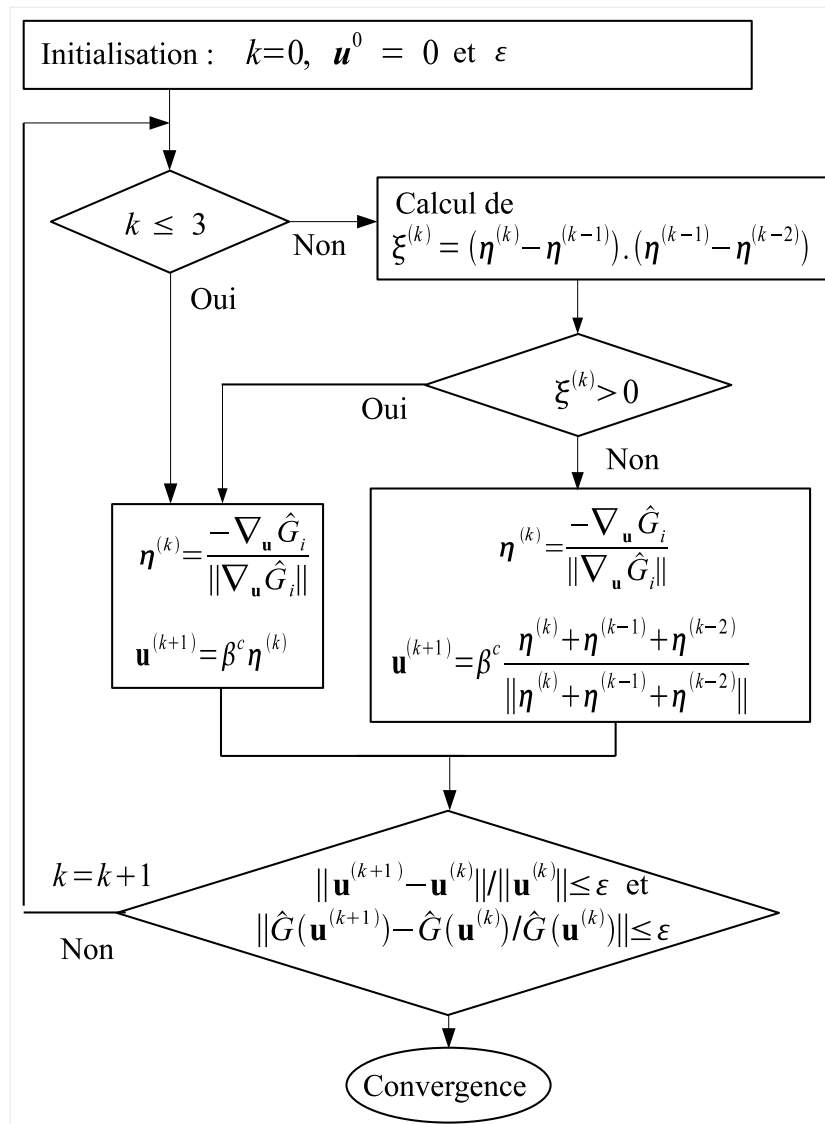 Initialisation : k=0, u⁰ = 0 et ε
k ≤ 3
Non
Oui
Calcul de
ξ^(k) = (η^(k) − η^(k−1)).(η^(k−1) − η^(k−2))
ξ^(k) > 0
Oui
Non
η^(k) = −∇_u Ĝ_i / ||∇_u Ĝ_i||
u^(k+1) = β^c η^(k)
η^(k) = −∇_u Ĝ_i / ||∇_u Ĝ_i||
u^(k+1) = β^c (η^(k) + η^(k−1) + η^(k−2)) / ||η^(k) + η^(k−1) + η^(k−2)||
k=k+1
||u^(k+1) − u^(k)||/||u^(k)|| ≤ ε et
||Ĝ(u^(k+1)) − Ĝ(u^(k))/Ĝ(u^(k))|| ≤ ε
Non
Convergence